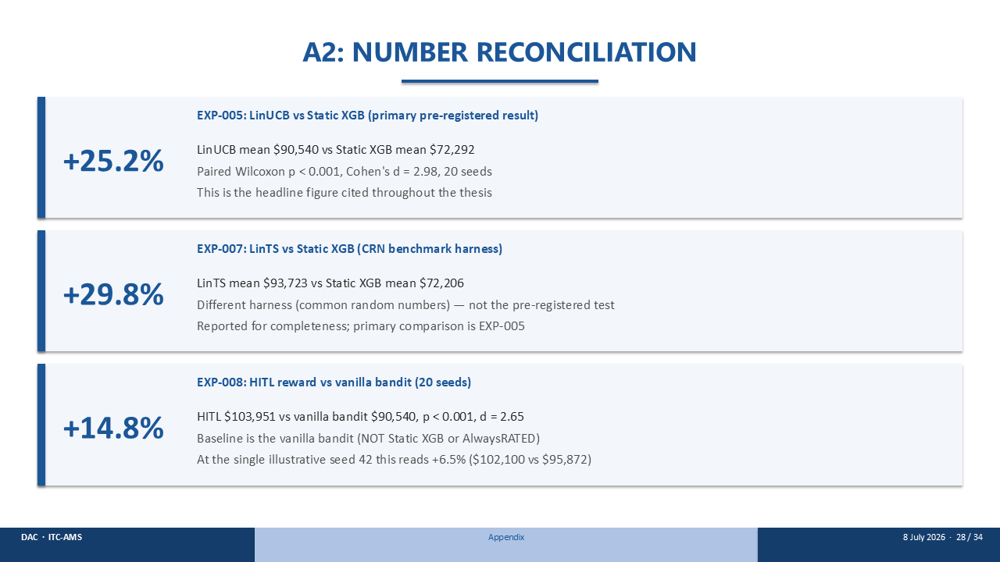 A2: NUMBER RECONCILIATION
EXP-005: LinUCB vs Static XGB (primary pre-registered result)
+25.2%
LinUCB mean $90,540 vs Static XGB mean $72,292
Paired Wilcoxon p < 0.001, Cohen's d = 2.98, 20 seeds
This is the headline figure cited throughout the thesis
EXP-007: LinTS vs Static XGB (CRN benchmark harness)
+29.8%
LinTS mean $93,723 vs Static XGB mean $72,206
Different harness (common random numbers) — not the pre-registered test
Reported for completeness; primary comparison is EXP-005
EXP-008: HITL reward vs vanilla bandit (20 seeds)
+14.8%
HITL $103,951 vs vanilla bandit $90,540, p < 0.001, d = 2.65
Baseline is the vanilla bandit (NOT Static XGB or AlwaysRATED)
At the single illustrative seed 42 this reads +6.5% ($102,100 vs $95,872)
DAC · ITC-AMS
Appendix
8 July 2026 · 28 / 34